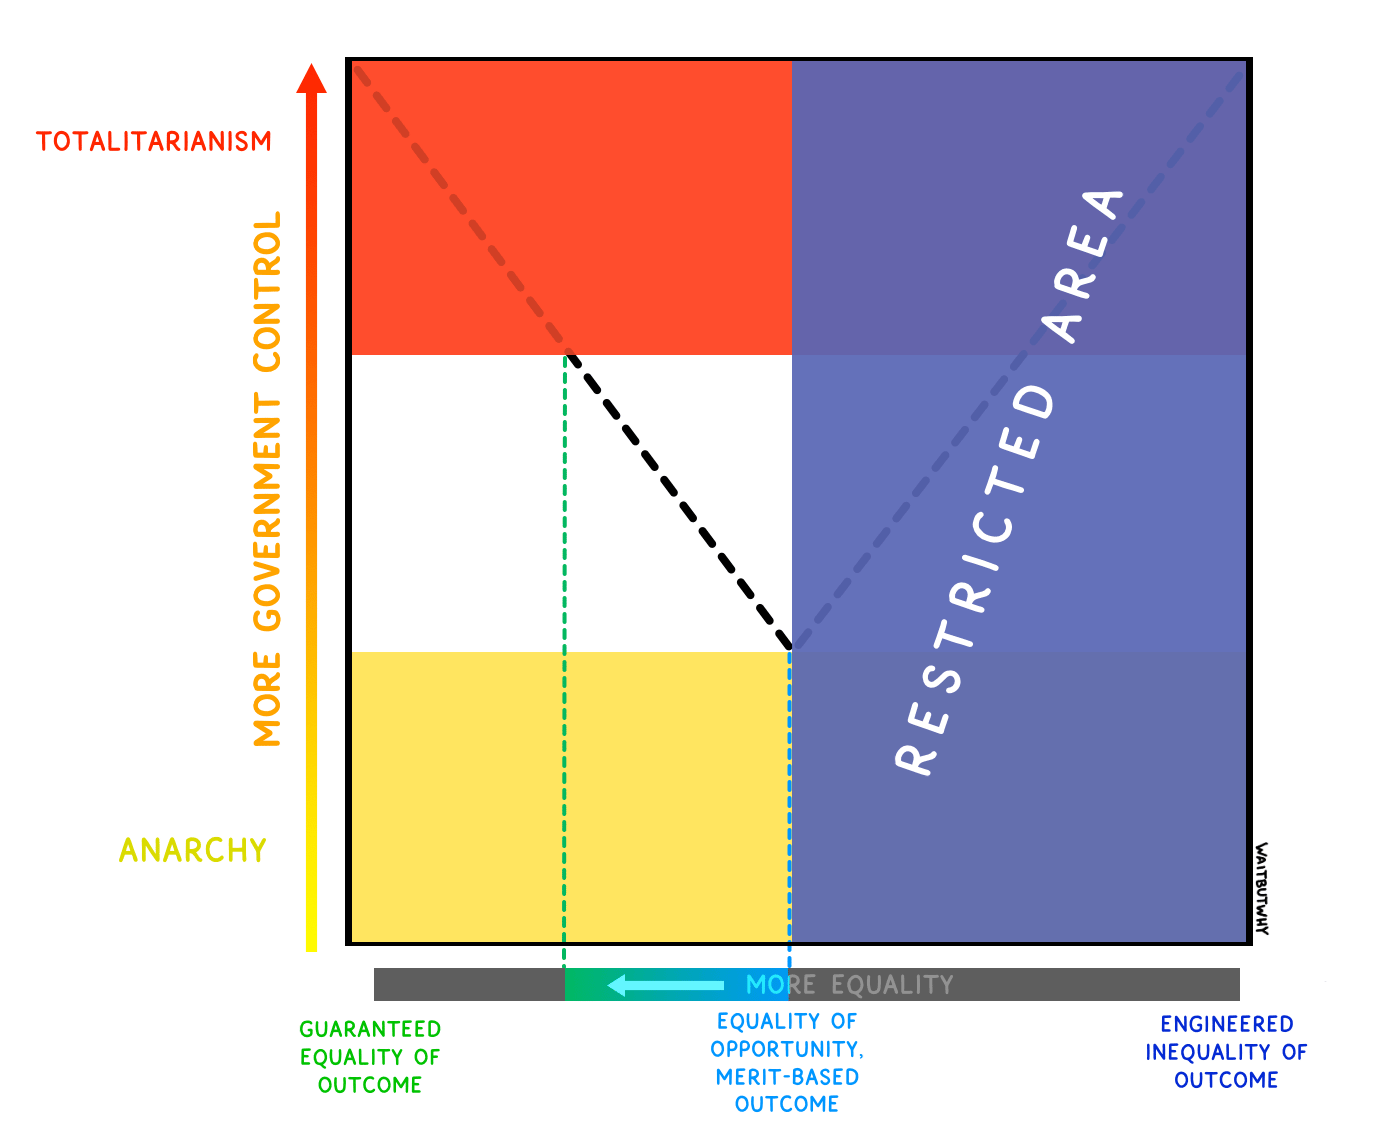 TOTALITARIANISM
MORE GOVERNMENT CONTROL
ANARCHY
RESTRICTED AREA
WAITBUTWHY
MORE EQUALITY
GUARANTEED
EQUALITY OF
OUTCOME
EQUALITY OF
OPPORTUNITY,
MERIT-BASED
OUTCOME
ENGINEERED
INEQUALITY OF
OUTCOME